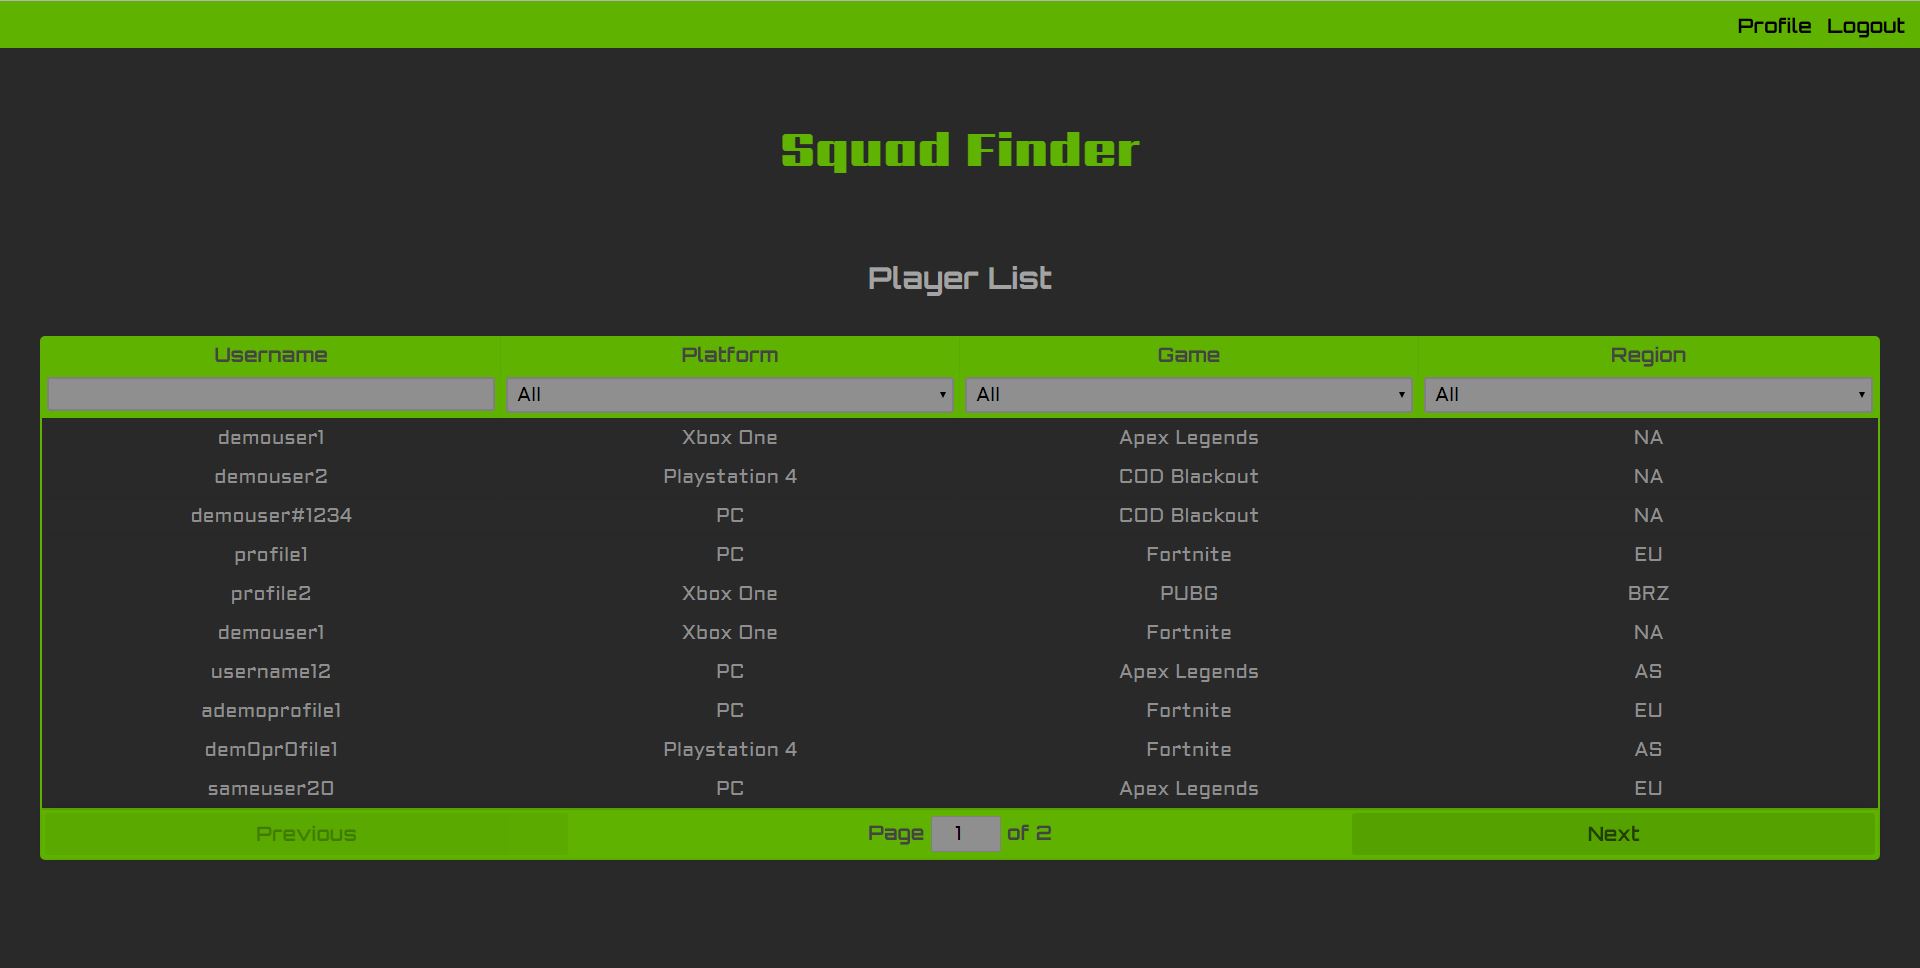 Profile Logout
Squad Finder
Player List
Username Platform Game Region
All All All
demouser1 Xbox One Apex Legends NA
demouser2 Playstation 4 COD Blackout NA
demouser#1234 PC COD Blackout NA
profile1 PC Fortnite EU
profile2 Xbox One PUBG BRZ
demouser1 Xbox One Fortnite NA
username12 PC Apex Legends AS
ademoprofile1 PC Fortnite EU
dem0pr0file1 Playstation 4 Fortnite AS
sameuser20 PC Apex Legends EU
Previous Page 1 of 2 Next